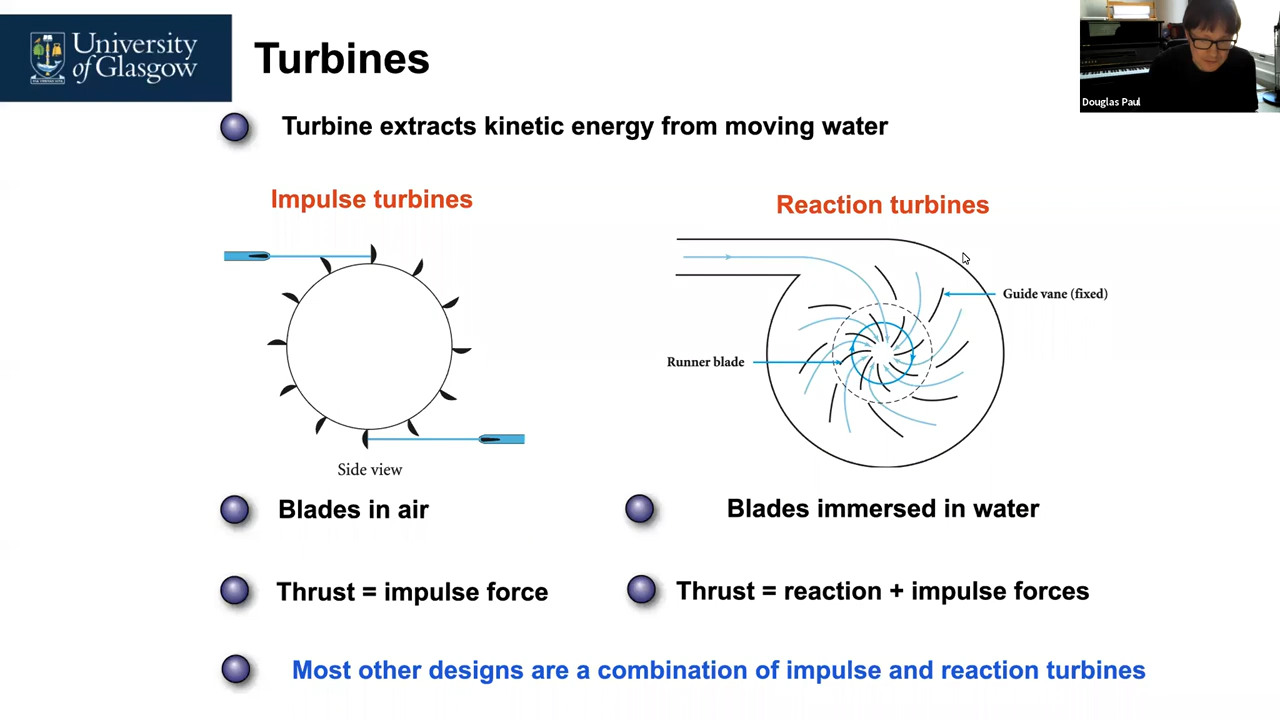 University
of Glasgow
Turbines
Douglas Paul
Turbine extracts kinetic energy from moving water
Impulse turbines
Reaction turbines
Guide vane (fixed)
Runner blade
Side view
Blades in air
Blades immersed in water
Thrust = impulse force
Thrust = reaction + impulse forces
Most other designs are a combination of impulse and reaction turbines